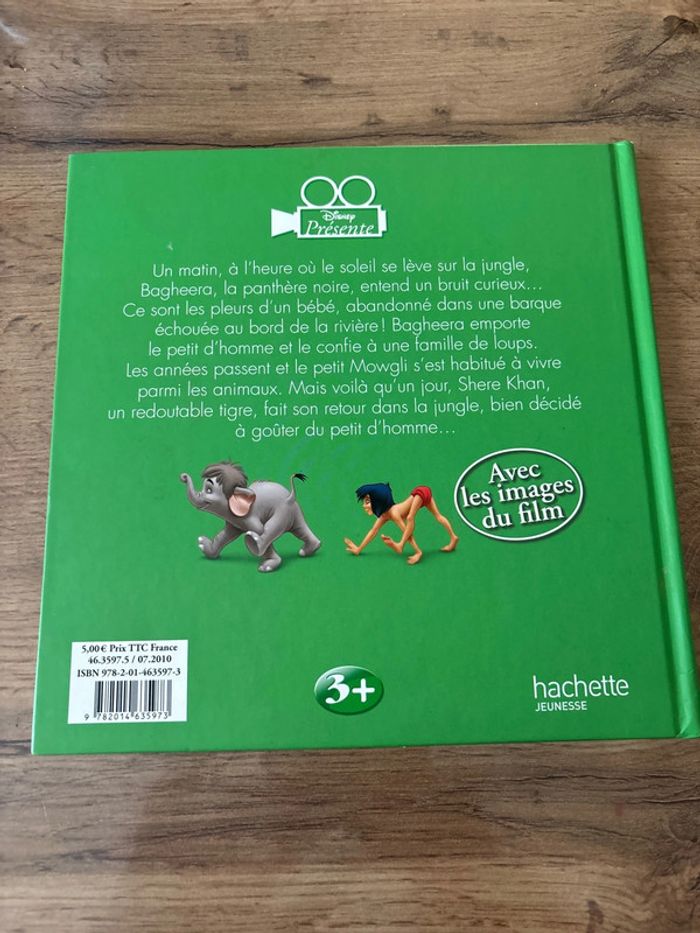 Disney
Présente
Un matin, à l'heure où le soleil se lève sur la jungle,
Bagheera, la panthère noire, entend un bruit curieux...
Ce sont les pleurs d'un bébé, abandonné dans une barque
échouée au bord de la rivière! Bagheera emporte
le petit d'homme et le confie à une famille de loups.
Les années passent et le petit Mowgli s'est habitué à vivre
parmi les animaux. Mais voilà qu'un jour, Shere Khan,
un redoutable tigre, fait son retour dans la jungle, bien décidé
à goûter du petit d'homme...
Avec
les images
du film
5,00 € Prix TTC France
46.3597.5 / 07.2010
ISBN 978-2-01-463597-3
9 782014 635973
3+
hachette
JEUNESSE